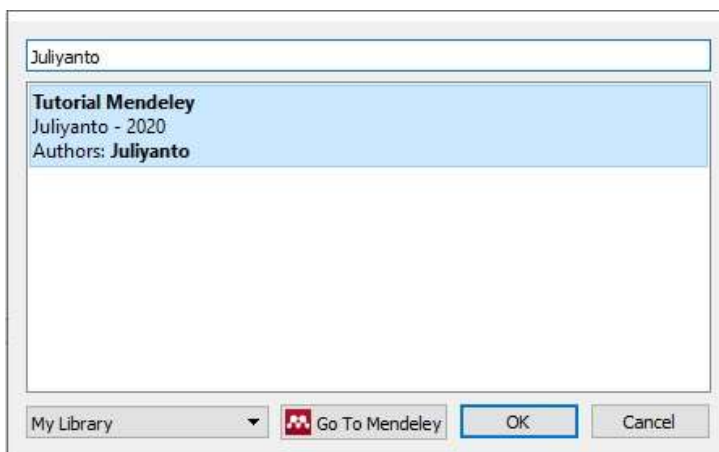 Juliyanto
Tutorial Mendeley
Juliyanto - 2020
Authors: Juliyanto
My Library
Go To Mendeley
OK
Cancel